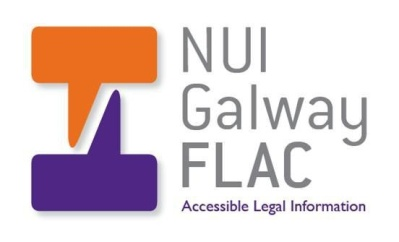 NUI
Galway
FLAC
Accessible Legal Information